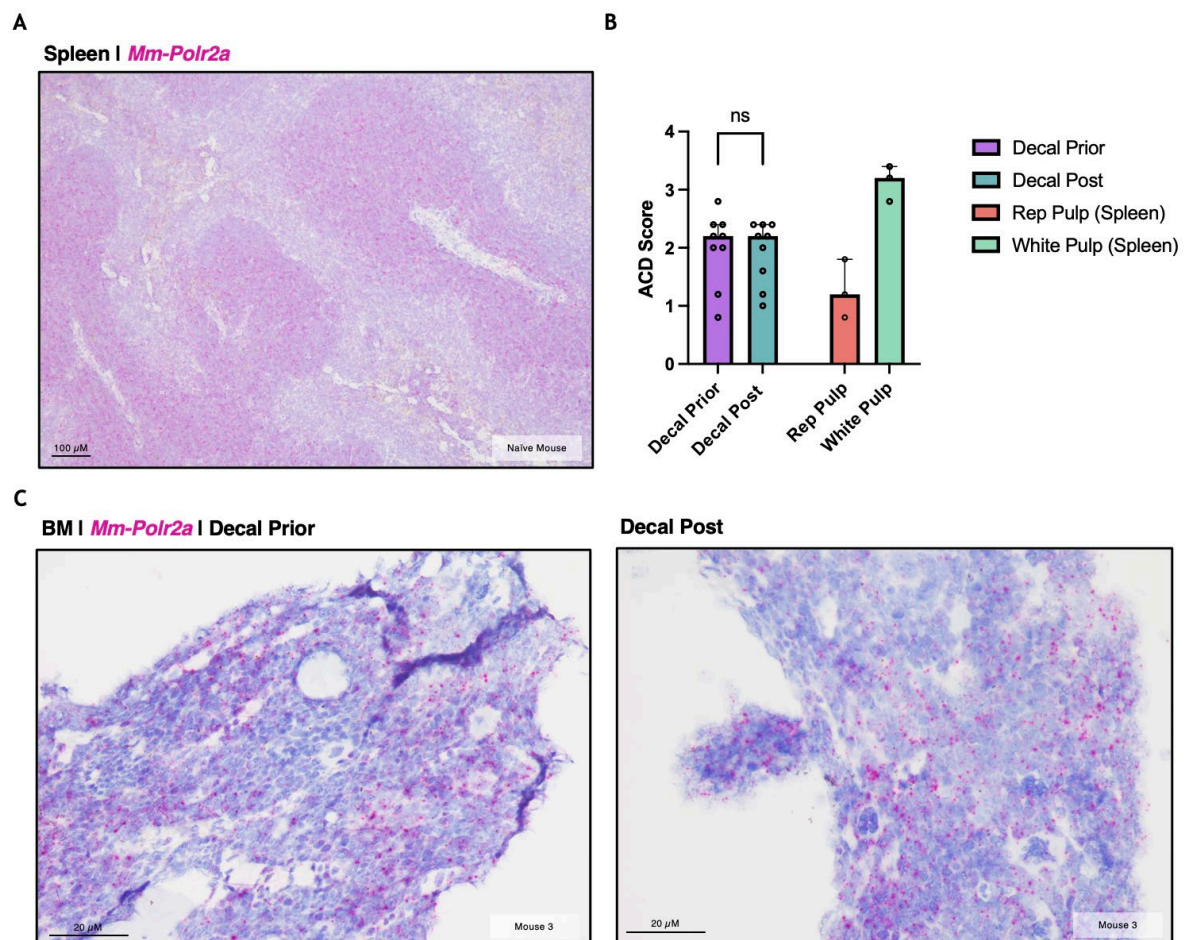 A
Spleen | Mm-Polr2a
100 µM
Naïve Mouse
B
ns
ACD Score
4
3
2
1
0
Decal Prior
Decal Post
Rep Pulp
White Pulp
Decal Prior
Decal Post
Rep Pulp (Spleen)
White Pulp (Spleen)
C
BM | Mm-Polr2a | Decal Prior
20 µM
Mouse 3
Decal Post
20 µM
Mouse 3